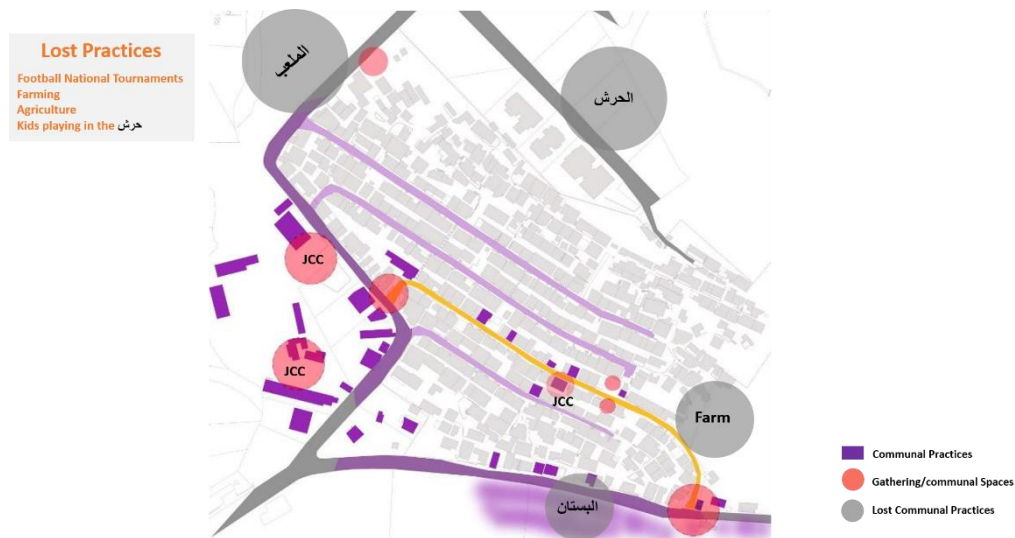 Lost Practices
Football National Tournaments
Farming
Agriculture
Kids playing in the حرش
الملعب
الحرش
JCC
JCC
JCC
Farm
البستان
Communal Practices
Gathering/communal Spaces
Lost Communal Practices